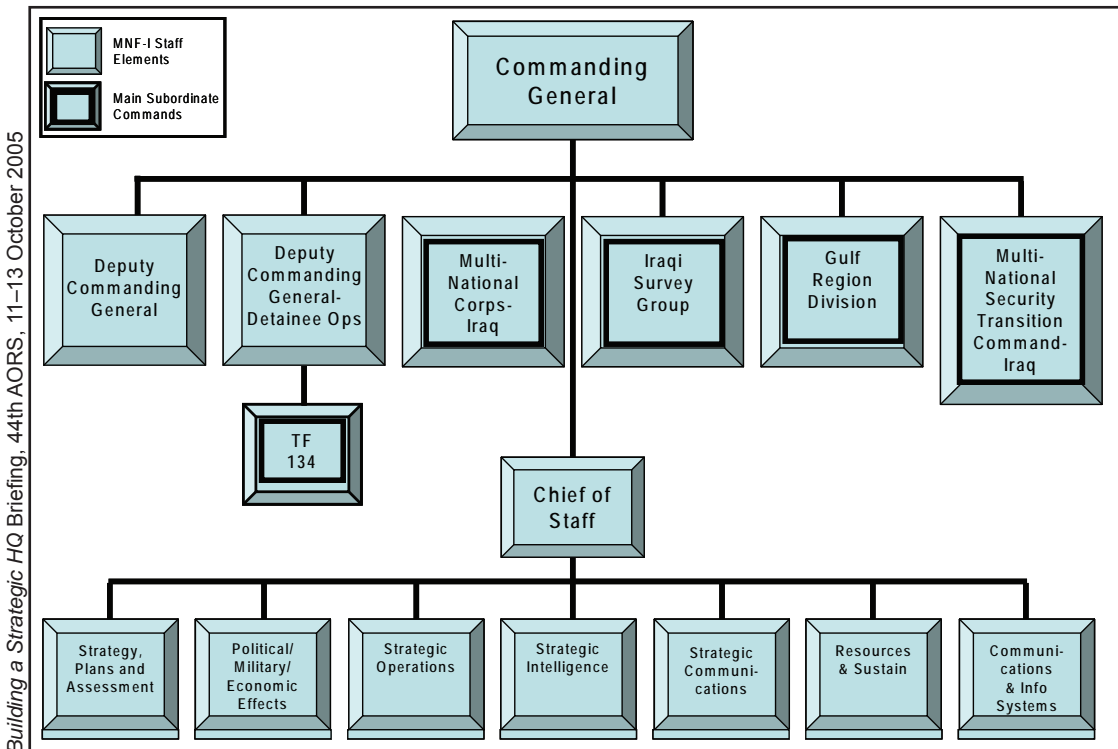 MNF-I Staff
Elements
Main Subordinate
Commands
Commanding
General
Deputy
Commanding
General
Deputy
Commanding
General-
Detainee Ops
Multi-
National
Corps-
Iraq
Iraqi
Survey
Group
Gulf
Region
Division
Multi-
National
Security
Transition
Command-
Iraq
TF
134
Chief of
Staff
Strategy,
Plans and
Assessment
Political/
Military/
Economic
Effects
Strategic
Operations
Strategic
Intelligence
Strategic
Communi-
cations
Resources
& Sustain
Communi-
cations
& Info
Systems
Building a Strategic HQ Briefing, 44th AORS, 11–13 October 2005